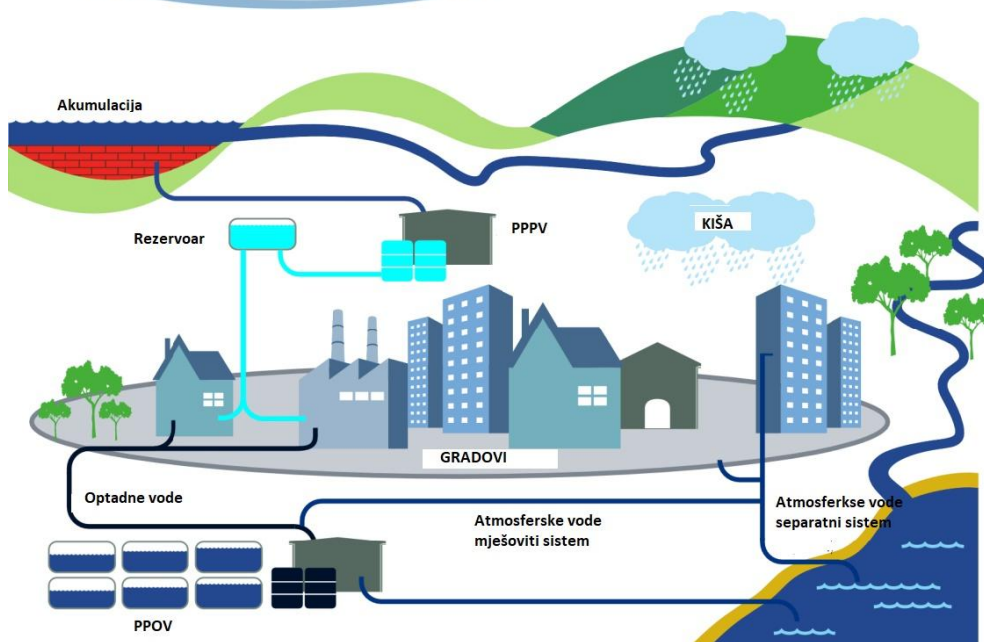 Akumulacija
Rezervoar
PPPV
KIŠA
GRADOVI
Optadne vode
Atmosferske vode
mješoviti sistem
Atmosferkse vode
separatni sistem
PPOV